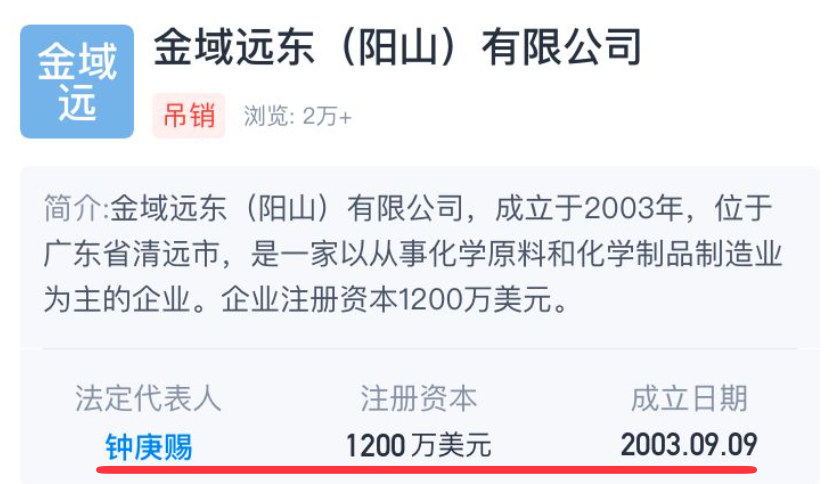 金域
远
金域远东（阳山）有限公司
吊销 浏览: 2万+
简介:金域远东（阳山）有限公司，成立于2003年，位于
广东省清远市，是一家以从事化学原料和化学制品制造业
为主的企业。企业注册资本1200万美元。
法定代表人 注册资本 成立日期
钟庚赐 1200万美元 2003.09.09